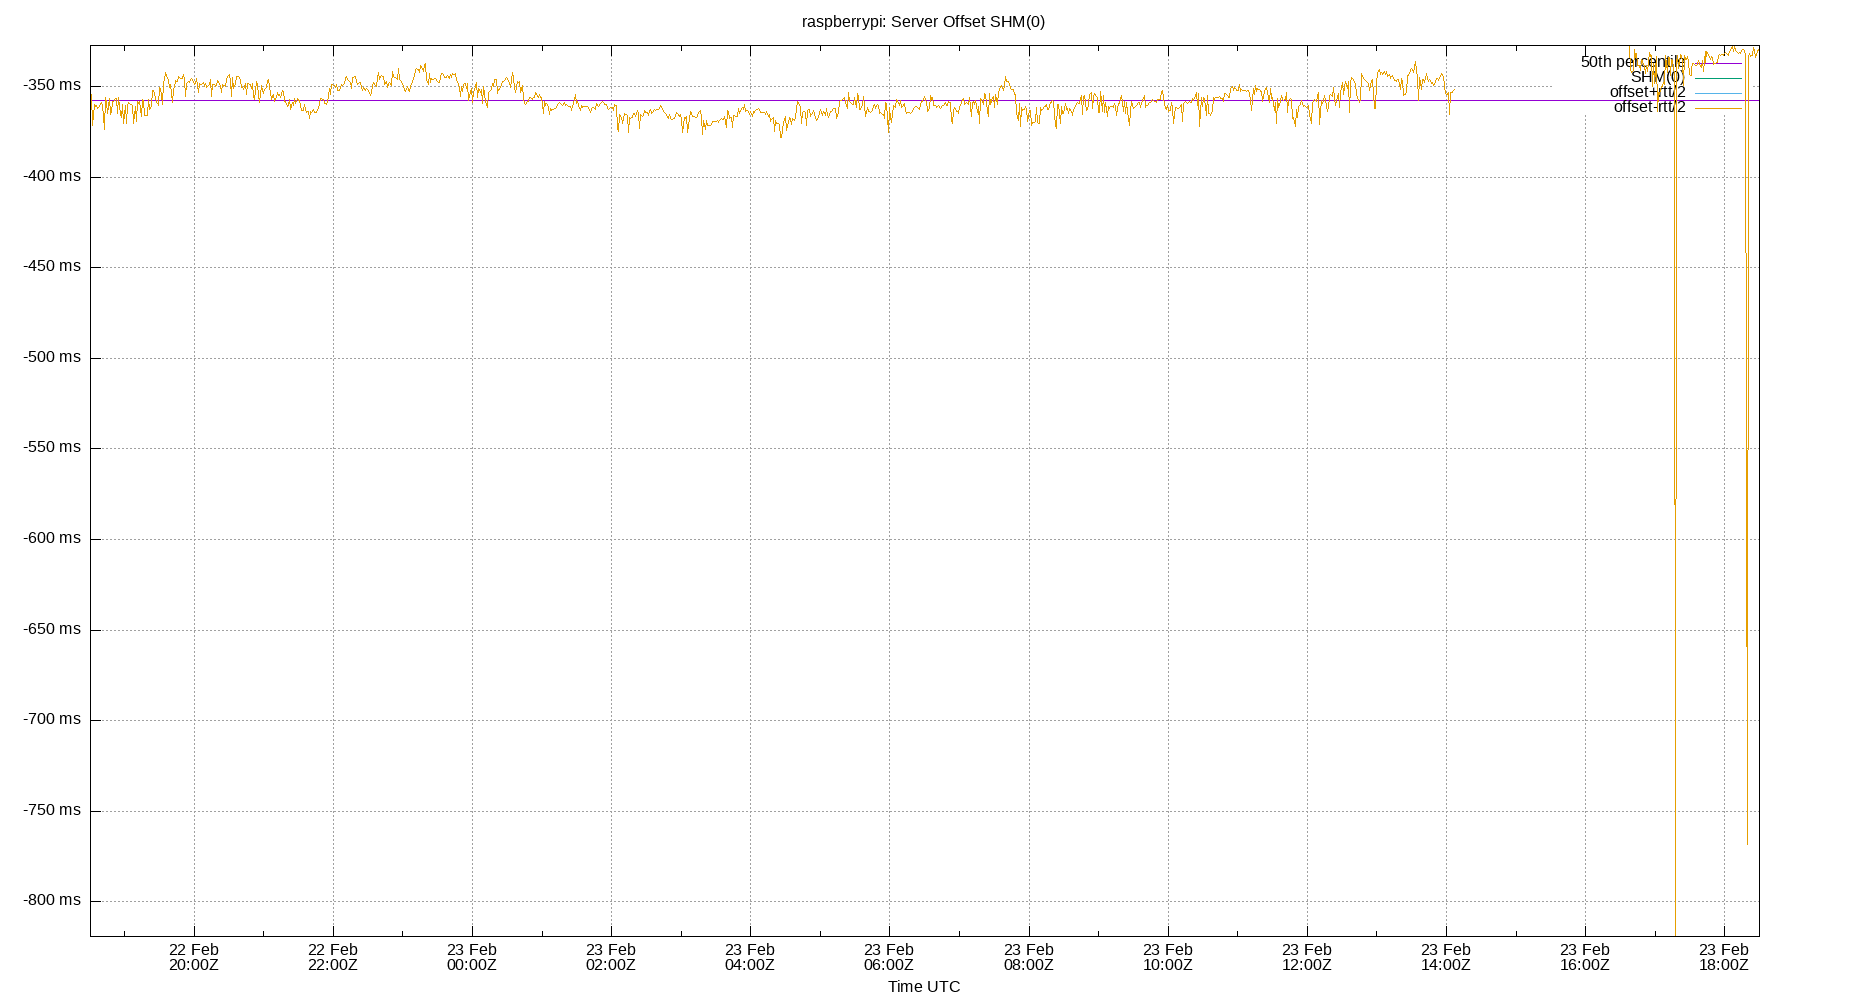 raspberrypi: Server Offset SHM(0)
50th percentile
SHM(0)
offset+rtt/2
offset-rtt/2
-350 ms
-400 ms
-450 ms
-500 ms
-550 ms
-600 ms
-650 ms
-700 ms
-750 ms
-800 ms
22 Feb 22 Feb 23 Feb 23 Feb 23 Feb 23 Feb 23 Feb 23 Feb 23 Feb 23 Feb 23 Feb 23 Feb
20:00Z 22:00Z 00:00Z 02:00Z 04:00Z 06:00Z 08:00Z 10:00Z 12:00Z 14:00Z 16:00Z 18:00Z
Time UTC